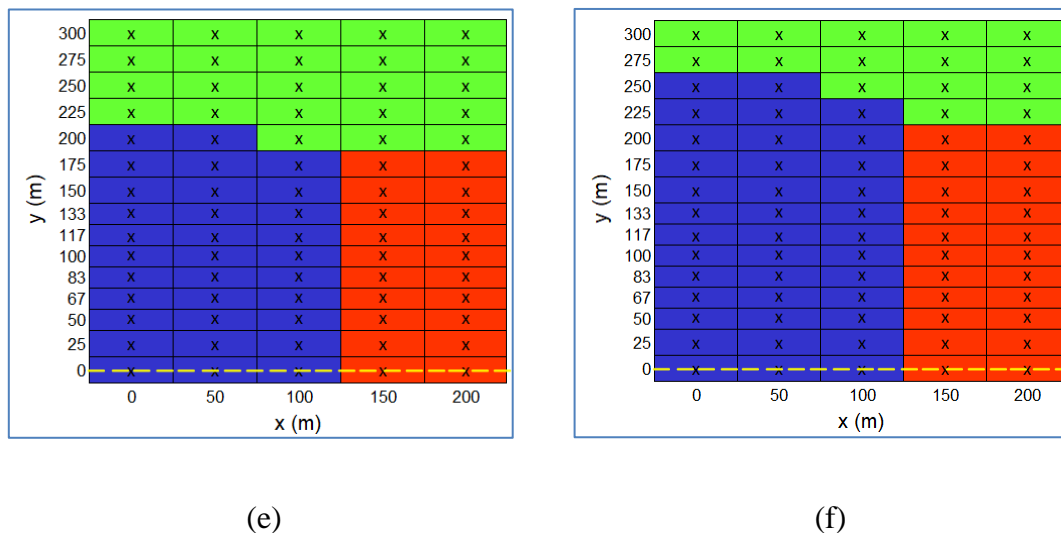 300 x x x x x
275 x x x x x
250 x x x x x
225 x x x x x
200 x x x x x
175 x x x x x
150 x x x x x
133 x x x x x
117 x x x x x
100 x x x x x
83 x x x x x
67 x x x x x
50 x x x x x
25 x x x x x
0 x x x x x
y (m)
0 50 100 150 200
x (m)
(e)
300 x x x x x
275 x x x x x
250 x x x x x
225 x x x x x
200 x x x x x
175 x x x x x
150 x x x x x
133 x x x x x
117 x x x x x
100 x x x x x
83 x x x x x
67 x x x x x
50 x x x x x
25 x x x x x
0 x x x x x
y (m)
0 50 100 150 200
x (m)
(f)